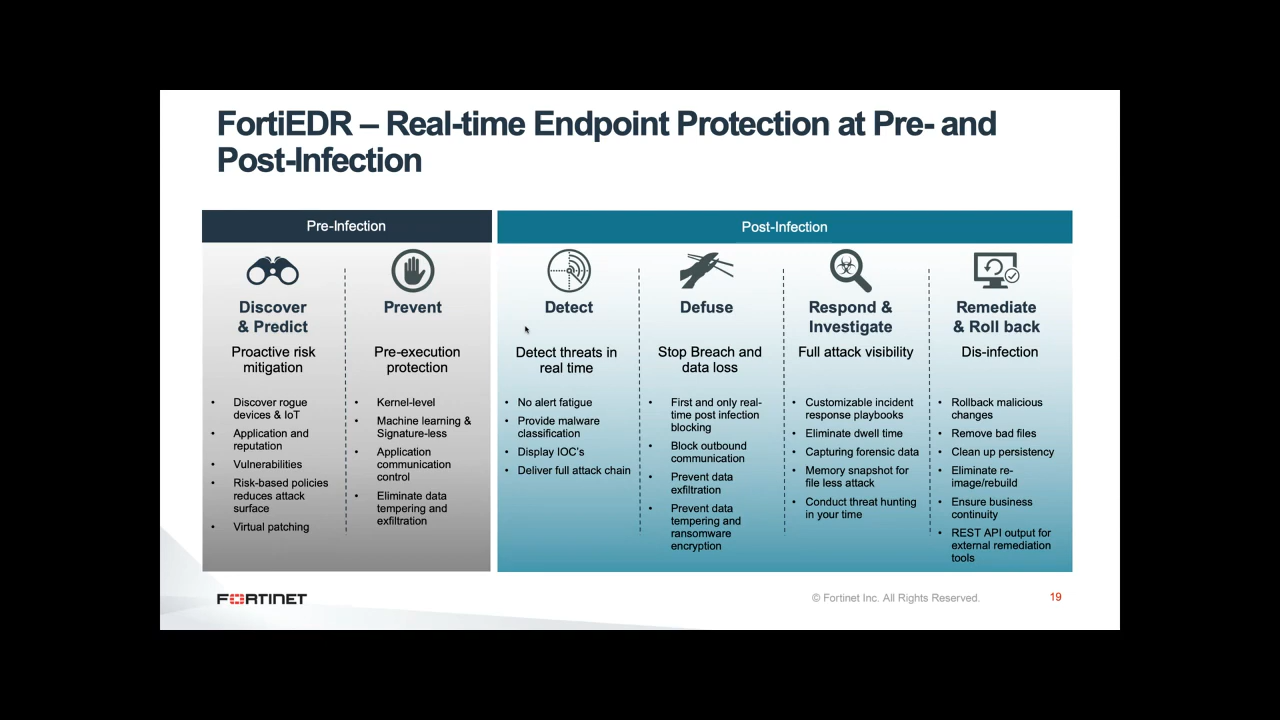 FortiEDR – Real-time Endpoint Protection at Pre- and
Post-Infection
Pre-Infection
Discover
& Predict
Proactive risk
mitigation
• Discover rogue
devices & IoT
• Application and
reputation
• Vulnerabilities
• Risk-based policies
reduces attack
surface
• Virtual patching
Prevent
Pre-execution
protection
• Kernel-level
• Machine learning &
Signature-less
• Application
communication
control
• Eliminate data
tempering and
exfiltration
Post-Infection
Detect
Detect threats in
real time
• No alert fatigue
• Provide malware
classification
• Display IOC's
• Deliver full attack chain
Defuse
Stop Breach and
data loss
• First and only real-
time post infection
blocking
• Block outbound
communication
• Prevent data
exfiltration
• Prevent data
tempering and
ransomware
encryption
Respond &
Investigate
Full attack visibility
• Customizable incident
response playbooks
• Eliminate dwell time
• Capturing forensic data
• Memory snapshot for
file less attack
• Conduct threat hunting
in your time
Remediate
& Roll back
Dis-infection
• Rollback malicious
changes
• Remove bad files
• Clean up persistency
• Eliminate re-
image/rebuild
• Ensure business
continuity
• REST API output for
external remediation
tools
FORTINET
© Fortinet Inc. All Rights Reserved.
19